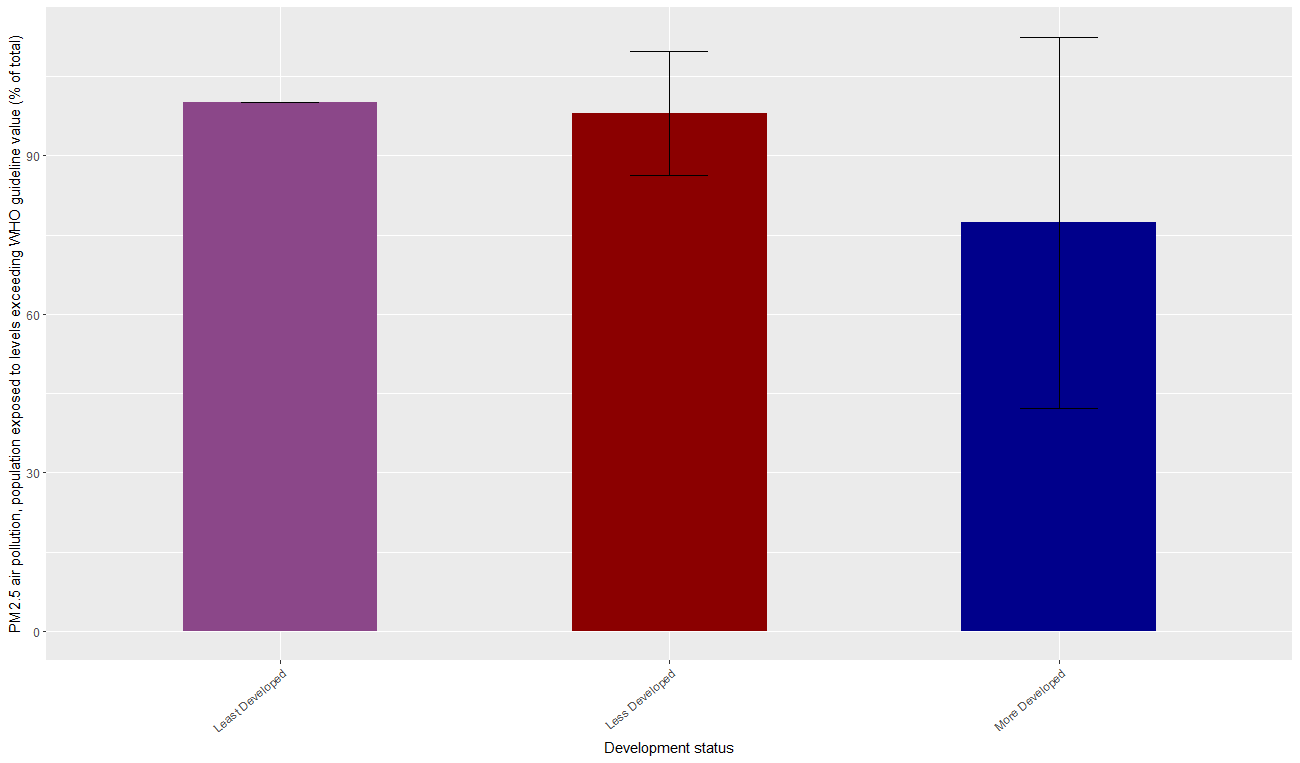 PM2.5 air pollution, population exposed to levels exceeding WHO guideline value (% of total)
90
60
30
0
Least Developed
Less Developed
More Developed
Development status